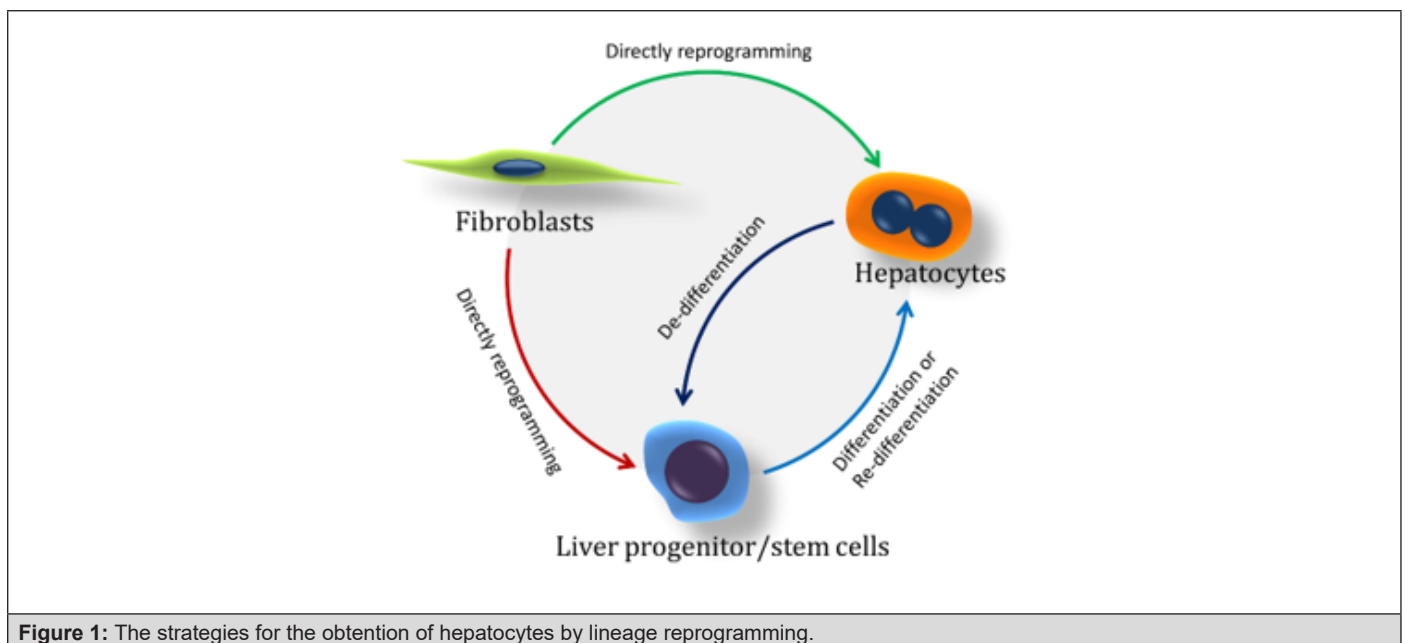 Directly reprogramming
Fibroblasts
Hepatocytes
De-differentiation
Directly reprogramming
Differentiation or
Re-differentiation
Liver progenitor/stem cells
Figure 1: The strategies for the obtention of hepatocytes by lineage reprogramming.